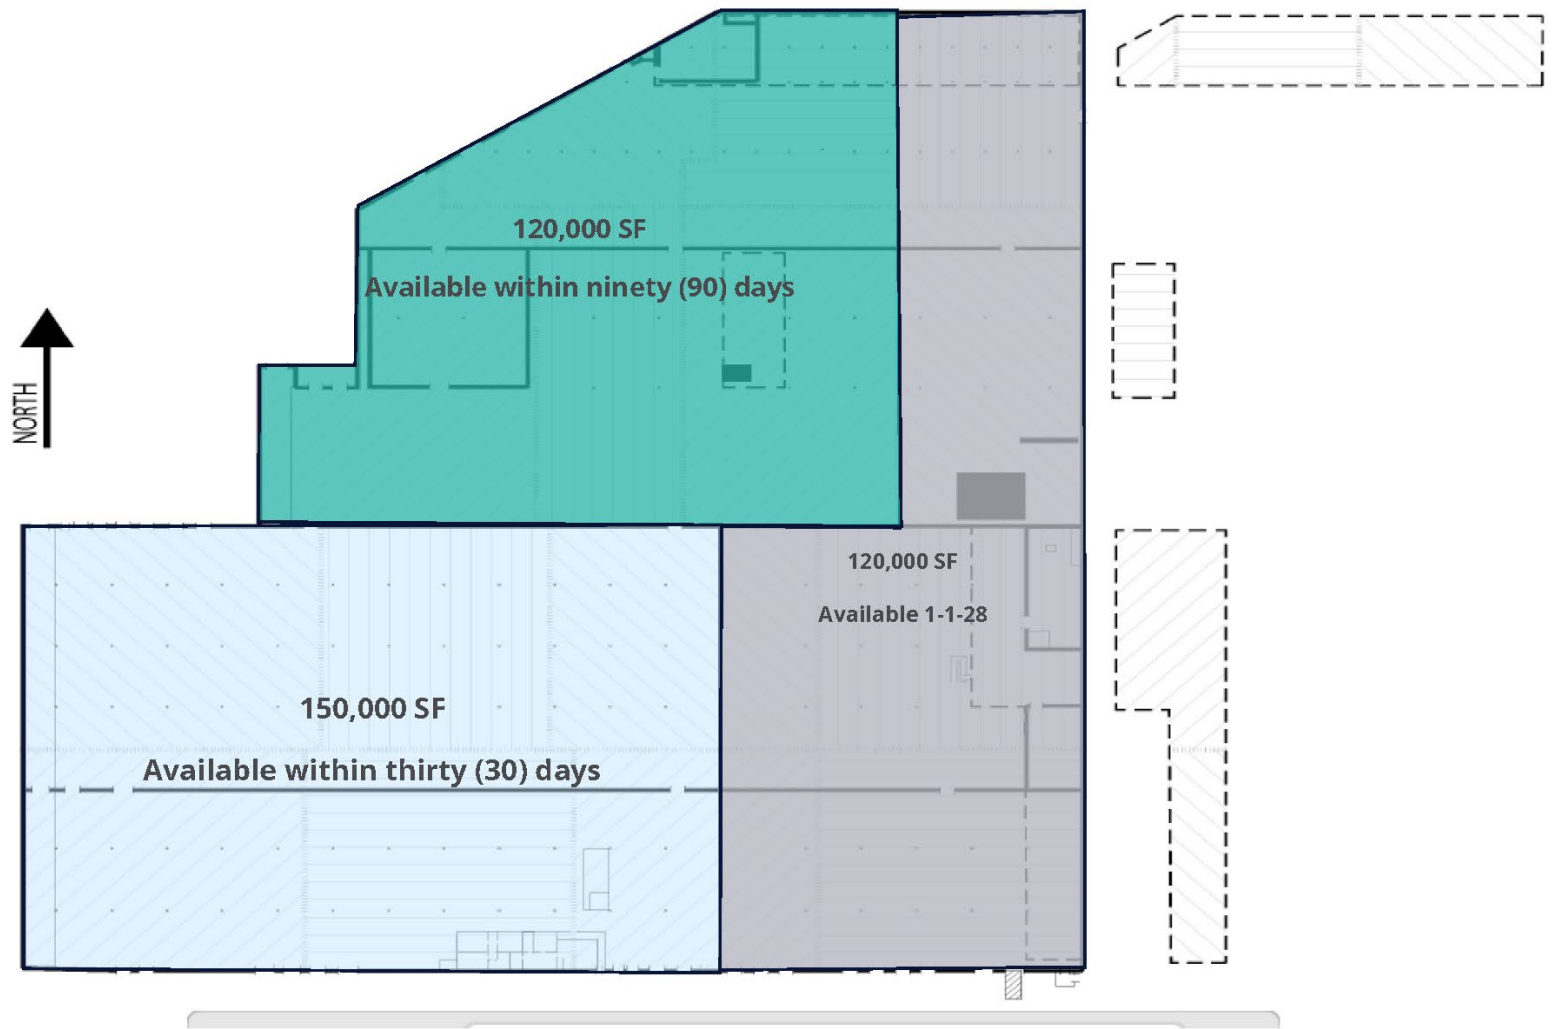 120,000 SF
Available within ninety (90) days
NORTH
120,000 SF
Available 1-1-28
150,000 SF
Available within thirty (30) days